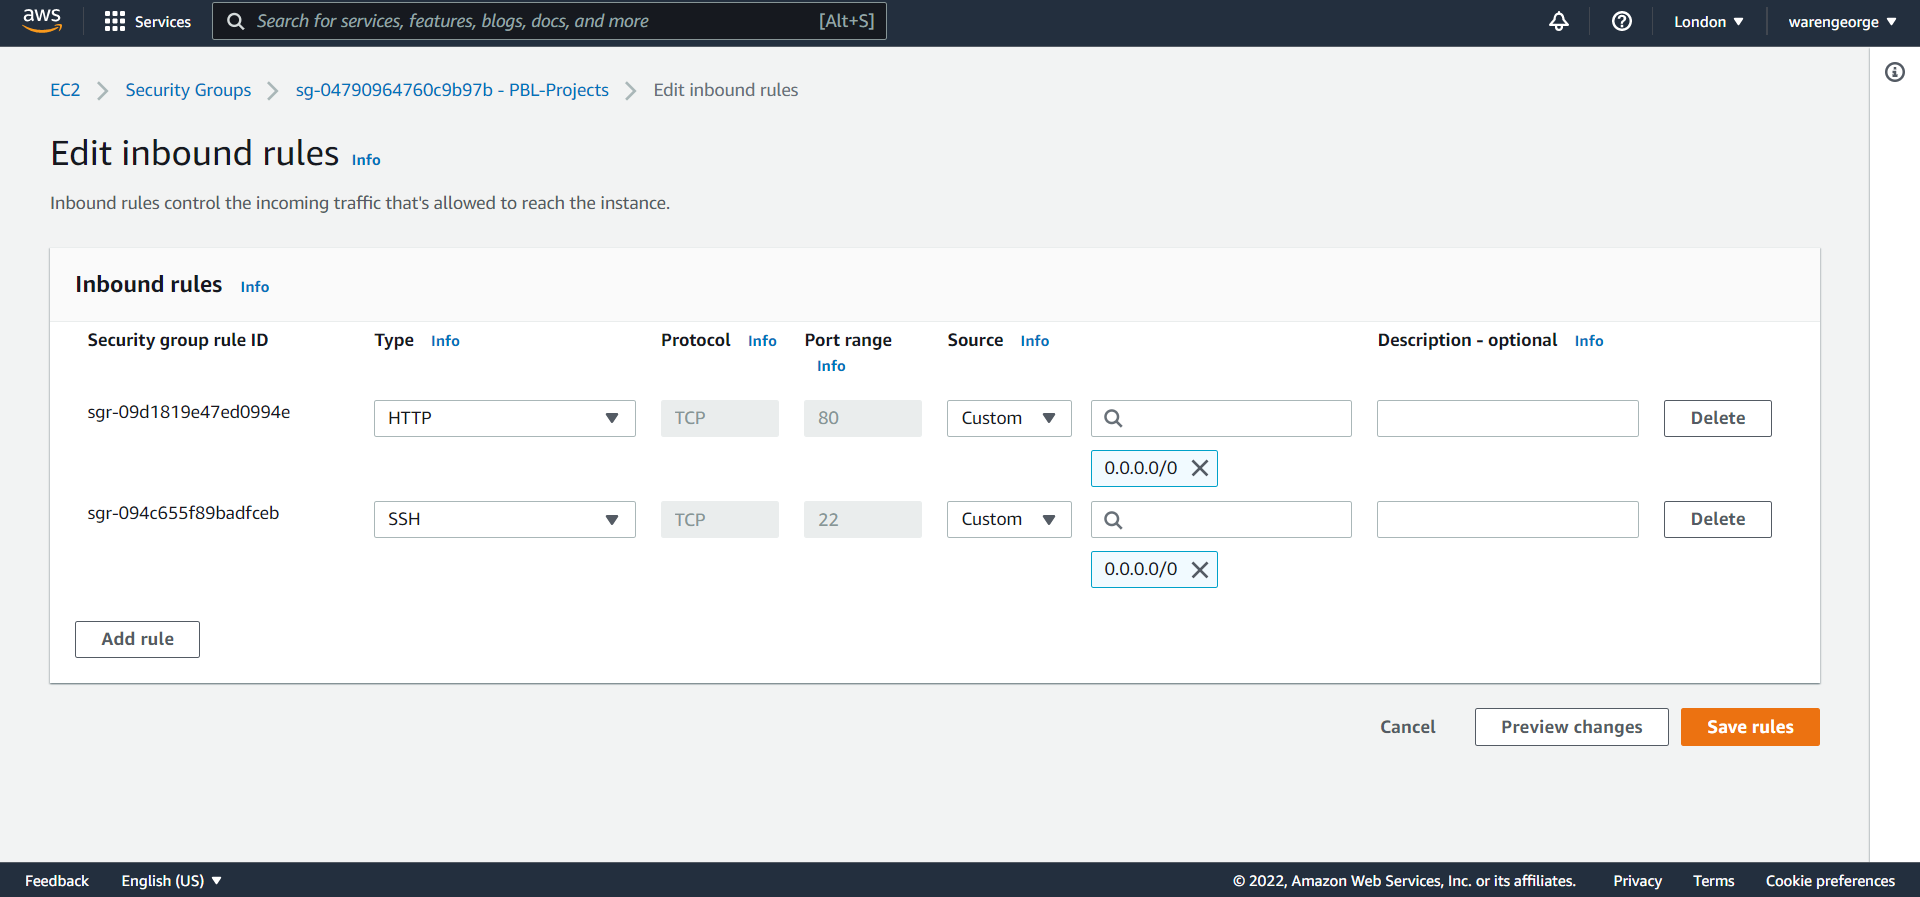 aws Services Search for services, features, blogs, docs, and more [Alt+S] London warengeorge
EC2 Security Groups sg-04790964760c9b97b - PBL-Projects Edit inbound rules
Edit inbound rules Info
Inbound rules control the incoming traffic that's allowed to reach the instance.
Inbound rules Info
Security group rule ID Type Info Protocol Info Port range Info Source Info Description - optional Info
sgr-09d1819e47ed0994e HTTP TCP 80 Custom Delete
0.0.0.0/0
sgr-094c655f89badfceb SSH TCP 22 Custom Delete
0.0.0.0/0
Add rule
Cancel Preview changes Save rules
Feedback English (US) © 2022, Amazon Web Services, Inc. or its affiliates. Privacy Terms Cookie preferences